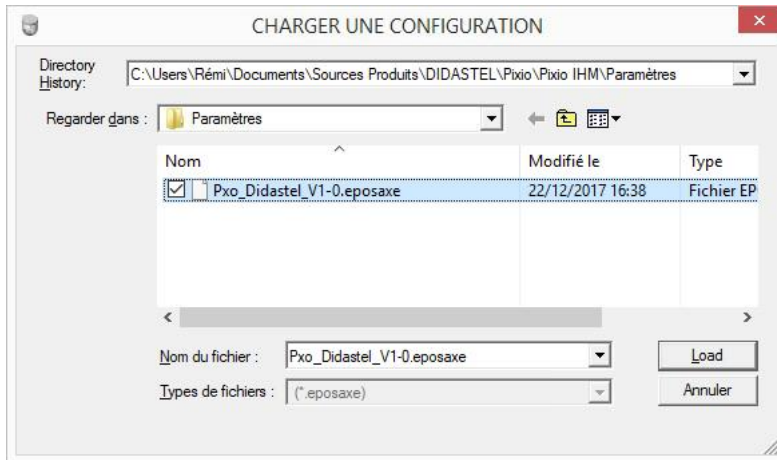 CHARGER UNE CONFIGURATION
Directory
History:
C:\Users\Rémi\Documents\Sources Produits\DIDASTEL\Pixio\Pixio IHM\Paramètres
Regarder dans : Paramètres
Nom Modifié le Type
Pxo_Didastel_V1-0.eposaxe 22/12/2017 16:38 Fichier EP
Nom du fichier : Pxo_Didastel_V1-0.eposaxe Load
Types de fichiers : (*.eposaxe) Annuler